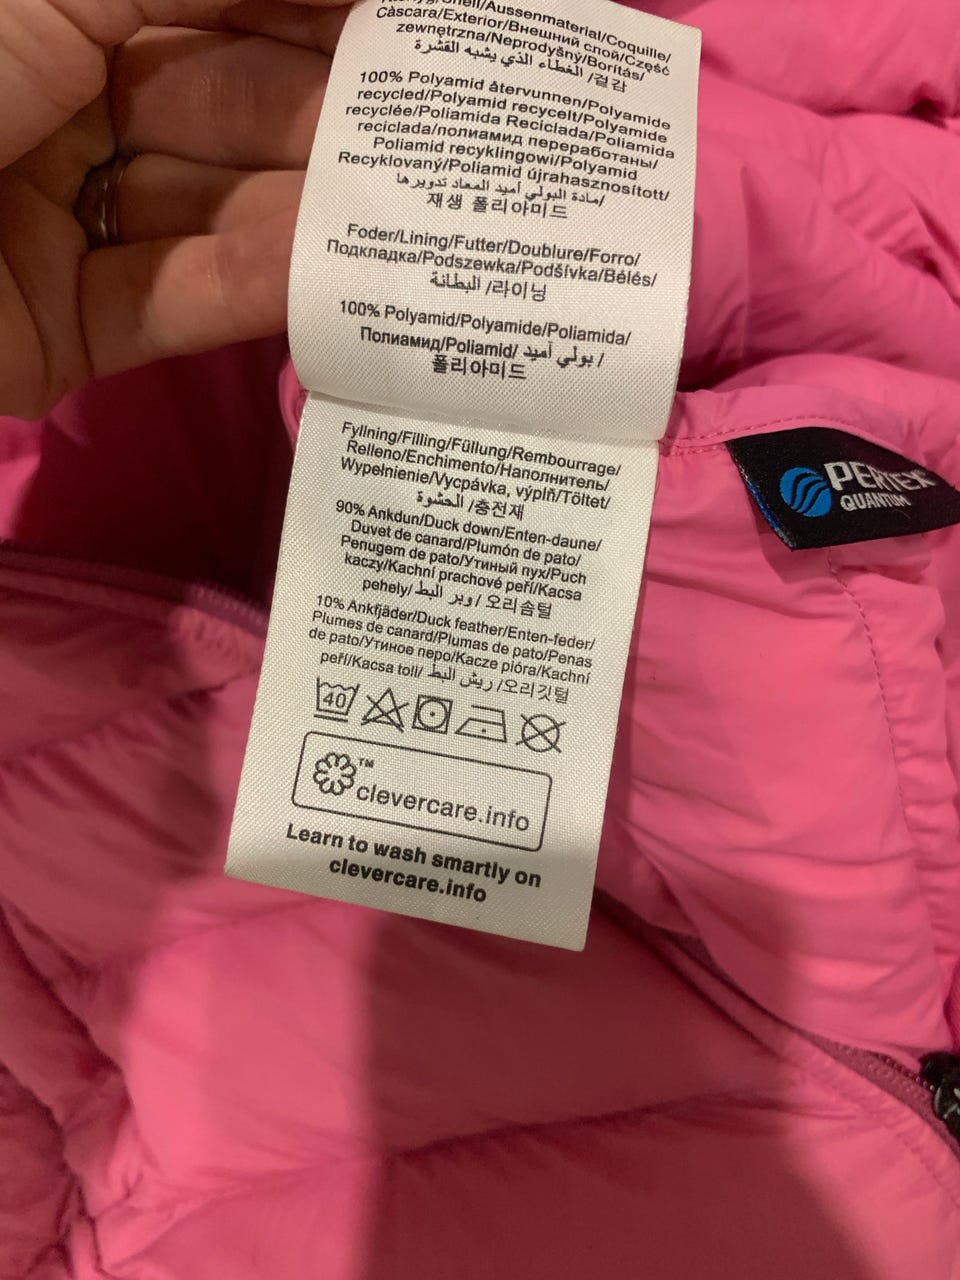 Shell/Aussenmaterial/Coquille/
Càscara/Exterior/Внешний слой/Część
zewnętrzna/Neprodyšný/Borítás/
الغطاء الذي يشبه القشرة /겉감
100% Polyamid återvunnen/Polyamide
recycled/Polyamid recycelt/Polyamide
recyclée/Poliamida Reciclada/Poliamida
reciclada/полиамид переработаны/
Poliamid recyklingowi/Polyamid
Recyklovaný/Poliamid újrahasznosított/
مادة البولي أميد المعاد تدويرها/
재생 폴리아미드
Foder/Lining/Futter/Doublure/Forro/
Подкладка/Podszewka/Podšívka/Bélés/
البطانة /라이닝
100% Polyamid/Polyamide/Poliamida/
Полиамид/Poliamid/ بولي أميد /
폴리아미드
Fyllning/Filling/Füllung/Rembourrage/
Relleno/Enchimento/Наполнитель/
Wypełnienie/Vycpávka, výplň/Töltet/
الحشوة /충전재
90% Ankdun/Duck down/Enten-daune/
Duvet de canard/Plumón de pato/
Penugem de pato/Утиный пух/Puch
kaczy/Kachní prachové peří/Kacsa
pehely/ وبر البط /오리솜털
10% Ankfjäder/Duck feather/Enten-feder/
Plumes de canard/Plumas de pato/Penas
de pato/Утиное перо/Kacze pióra/Kachní
peří/Kacsa toll/ ريش البط /오리깃털
40
™
clevercare.info
Learn to wash smartly on
clevercare.info
PERTEX
QUANTUM